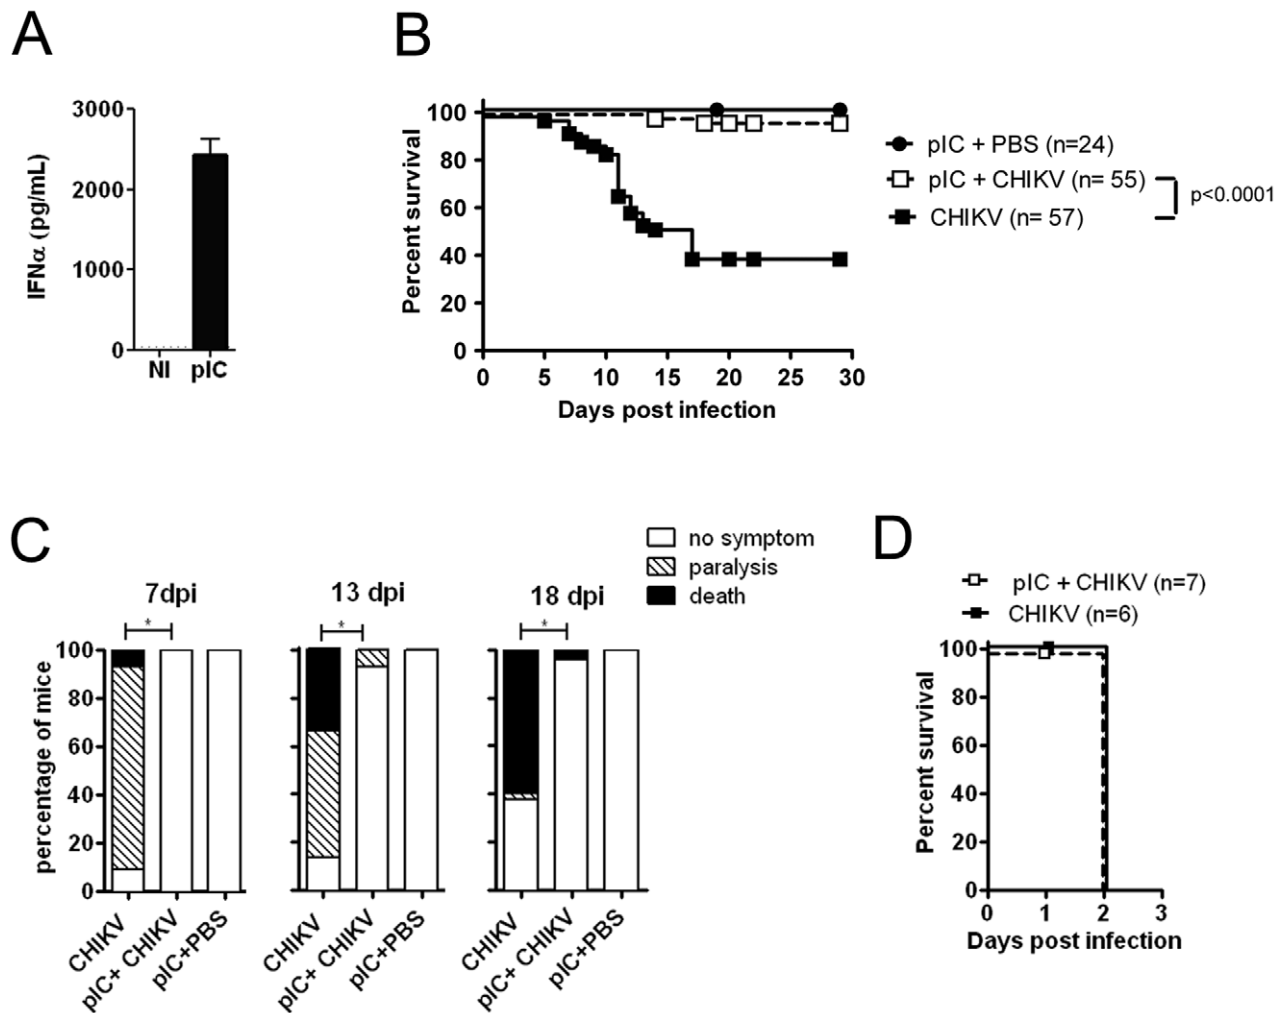 A
B
3000
2000
1000
0
IFNα (pg/mL)
NI pIC
100
80
60
40
20
0
Percent survival
0 5 10 15 20 25 30
Days post infection
pIC + PBS (n=24)
pIC + CHIKV (n= 55)
CHIKV (n= 57)
p<0.0001
C
no symptom
paralysis
death
7dpi
13 dpi
18 dpi
*
*
*
100
80
60
40
20
0
percentage of mice
CHIKV
pIC+ CHIKV
pIC+PBS
CHIKV
pIC+ CHIKV
pIC+PBS
CHIKV
pIC+ CHIKV
pIC+PBS
D
pIC + CHIKV (n=7)
CHIKV (n=6)
100
80
60
40
20
0
Percent survival
0 1 2 3
Days post infection